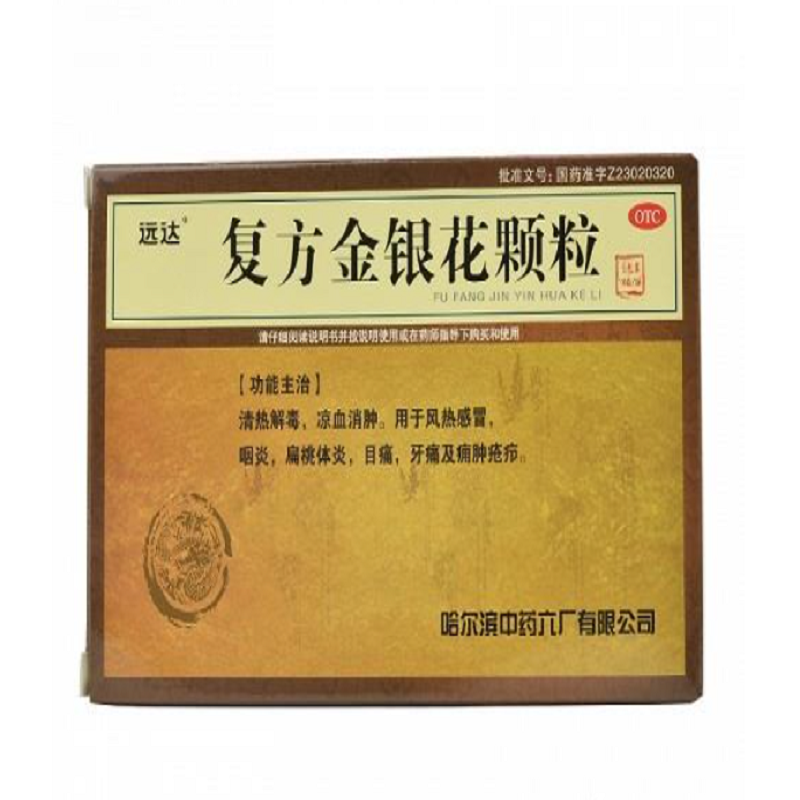 批准文号：国药准字Z23020320
远达
复方金银花颗粒
OTC
FU FANG JIN YIN HUA KE LI
请仔细阅读说明书并按说明使用或在药师指导下购买和使用
【功能主治】
清热解毒，凉血消肿。用于风热感冒，
咽炎，扁桃体炎，目痛，牙痛及痈肿疮疖。
哈尔滨中药六厂有限公司